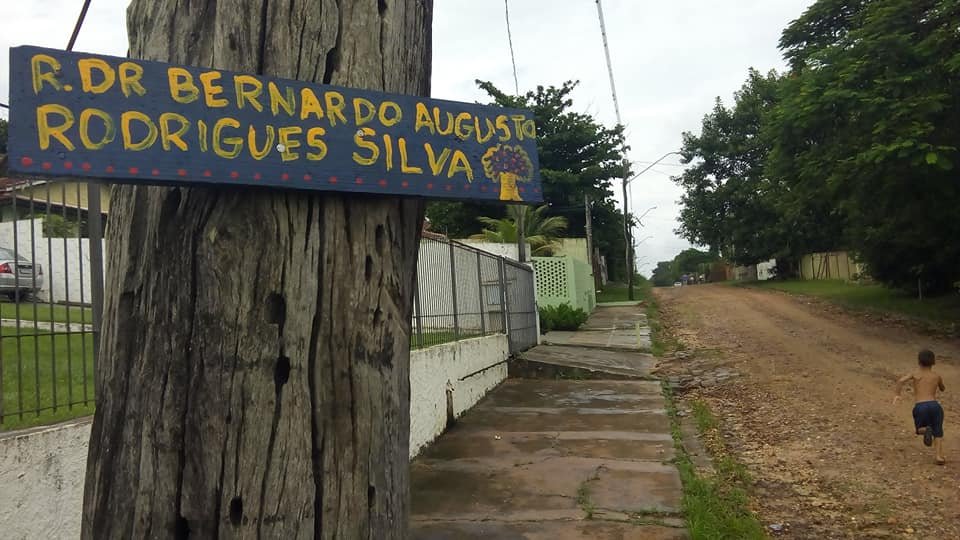 R.DR BERNARDO AUGUSTO
RODRIGUES SILVA